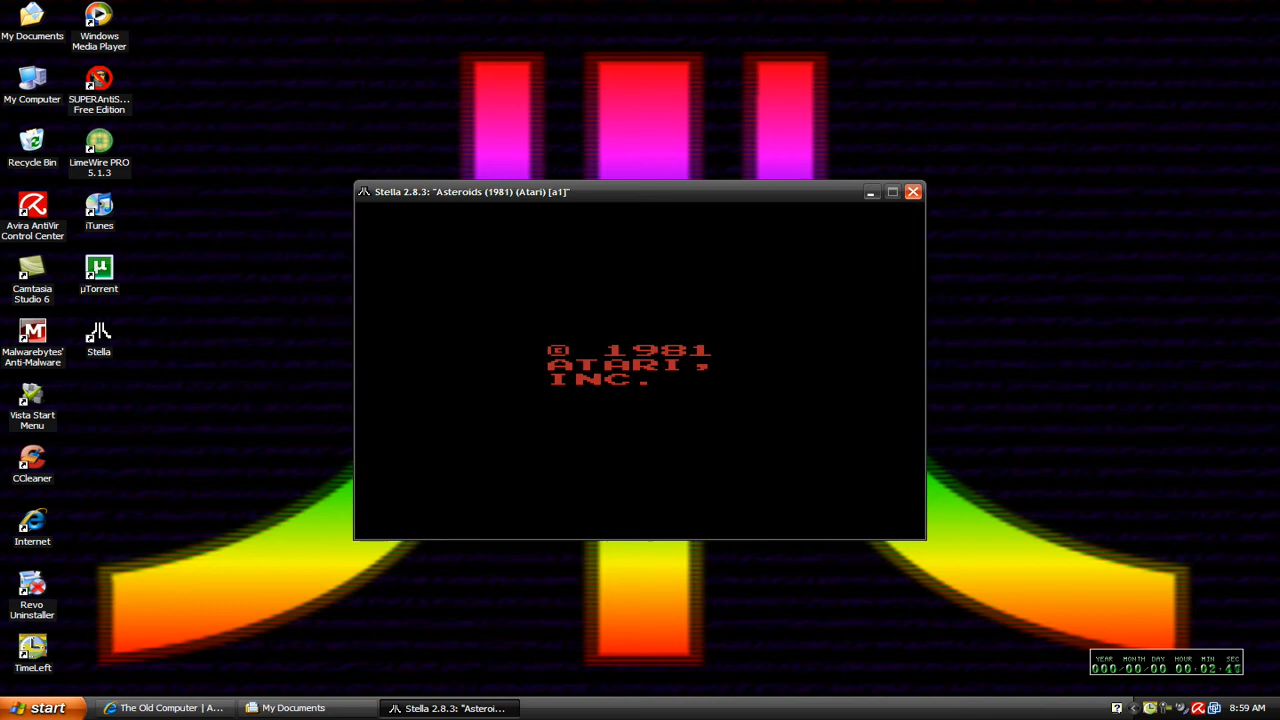 My Documents
Windows
Media Player
My Computer
SUPERAntiS...
Free Edition
Recycle Bin
LimeWire PRO
5.1.3
Avira AntiVir
Control Center
iTunes
Camtasia
Studio 6
µTorrent
Malwarebytes'
Anti-Malware
Stella
Vista Start
Menu
CCleaner
Internet
Revo
Uninstaller
TimeLeft
Stella 2.8.3: "Asteroids (1981) (Atari) [a1]"
© 1981
ATARI,
INC.
YEAR MONTH DAY HOUR MIN SEC
000/00/00 00:02:45
start
The Old Computer | A...
My Documents
Stella 2.8.3: "Asteroi...
8:59 AM